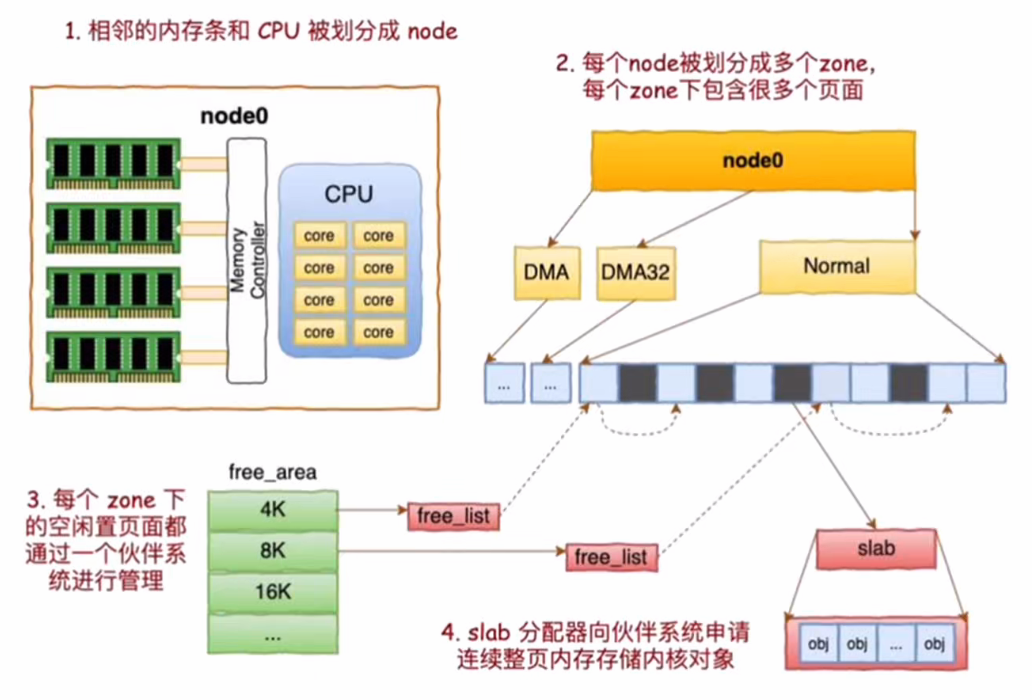 1. 相邻的内存条和 CPU 被划分成 node
node0
Memory
Controller
CPU
core core
core core
core core
core core
2. 每个node被划分成多个zone,
每个zone下包含很多个页面
node0
DMA DMA32 Normal
... ...
3. 每个 zone 下
的空闲置页面都
通过一个伙伴系
统进行管理
free_area
4K
8K
16K
...
free_list
free_list
slab
obj obj ... obj
4. slab 分配器向伙伴系统申请
连续整页内存存储内核对象